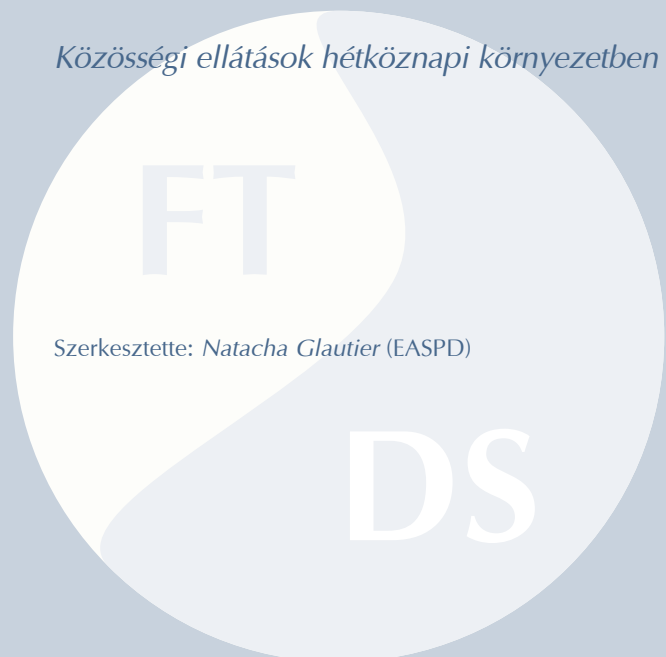 Közösségi ellátások hétköznapi környezetben
FT
Szerkesztette: Natacha Glautier (EASPD)
DS